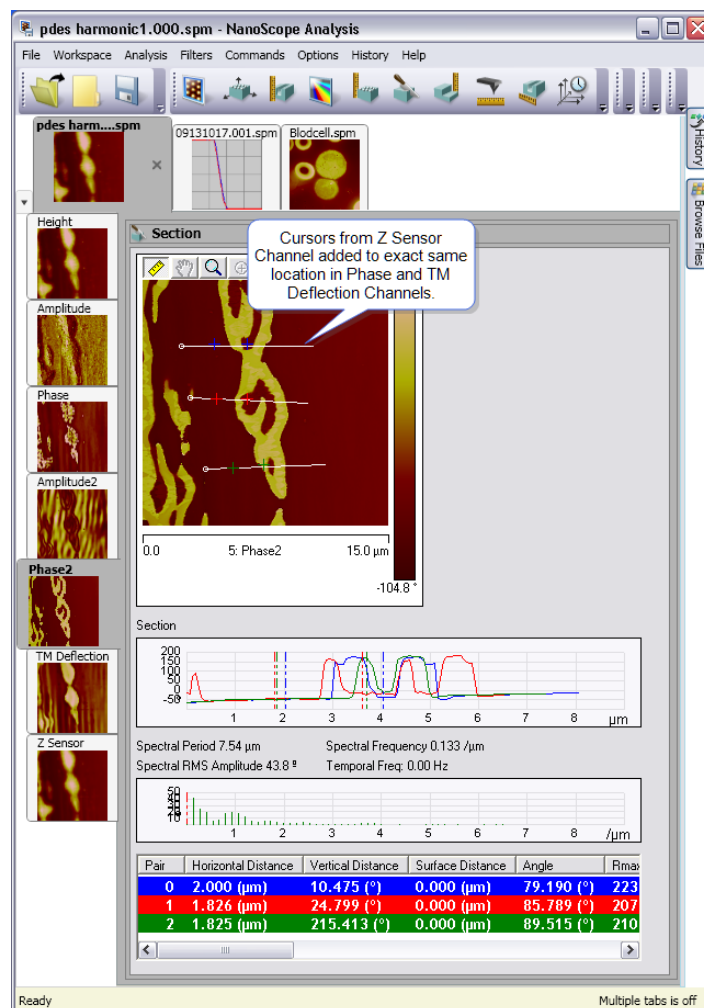 pdes harmonic1.000.spm - NanoScope Analysis
File Workspace Analysis Filters Commands Options History Help
pdes harm....spm
09131017.001.spm
Blodcell.spm
History
Browse Files
Height
Amplitude
Phase
Amplitude2
Phase2
TM Deflection
Z Sensor
Section
Cursors from Z Sensor
Channel added to exact same
location in Phase and TM
Deflection Channels.
0.0 5: Phase2 15.0 µm
-104.8 °
Section
200
150
100
50
0
-50
1 2 3 4 5 6 7 8 µm
Spectral Period 7.54 µm Spectral Frequency 0.133 /µm
Spectral RMS Amplitude 43.8 º Temporal Freq: 0.00 Hz
50
40
30
20
10
1 2 3 4 5 6 7 8 /µm
Pair Horizontal Distance Vertical Distance Surface Distance Angle Rmax
0 2.000 (µm) 10.475 (°) 0.000 (µm) 79.190 (°) 223
1 1.826 (µm) 24.799 (°) 0.000 (µm) 85.789 (°) 207
2 1.825 (µm) 215.413 (°) 0.000 (µm) 89.515 (°) 210
Ready Multiple tabs is off